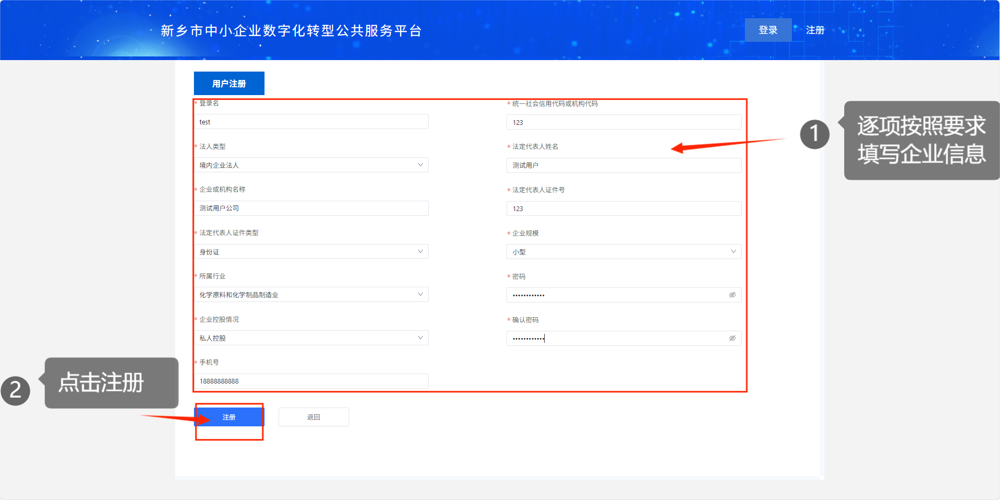 新乡市中小企业数字化转型公共服务平台
登录
注册
用户注册
* 登录名
test
* 统一社会信用代码或机构代码
123
* 法人类型
境内企业法人
* 法定代表人姓名
测试用户
* 企业或机构名称
测试用户公司
* 法定代表人证件号
123
* 法定代表人证件类型
身份证
* 企业规模
小型
* 所属行业
化学原料和化学制品制造业
* 密码
••••••••••••
* 企业控股情况
私人控股
* 确认密码
••••••••••••
* 手机号
18888888888
注册
返回
1
逐项按照要求
填写企业信息
2
点击注册